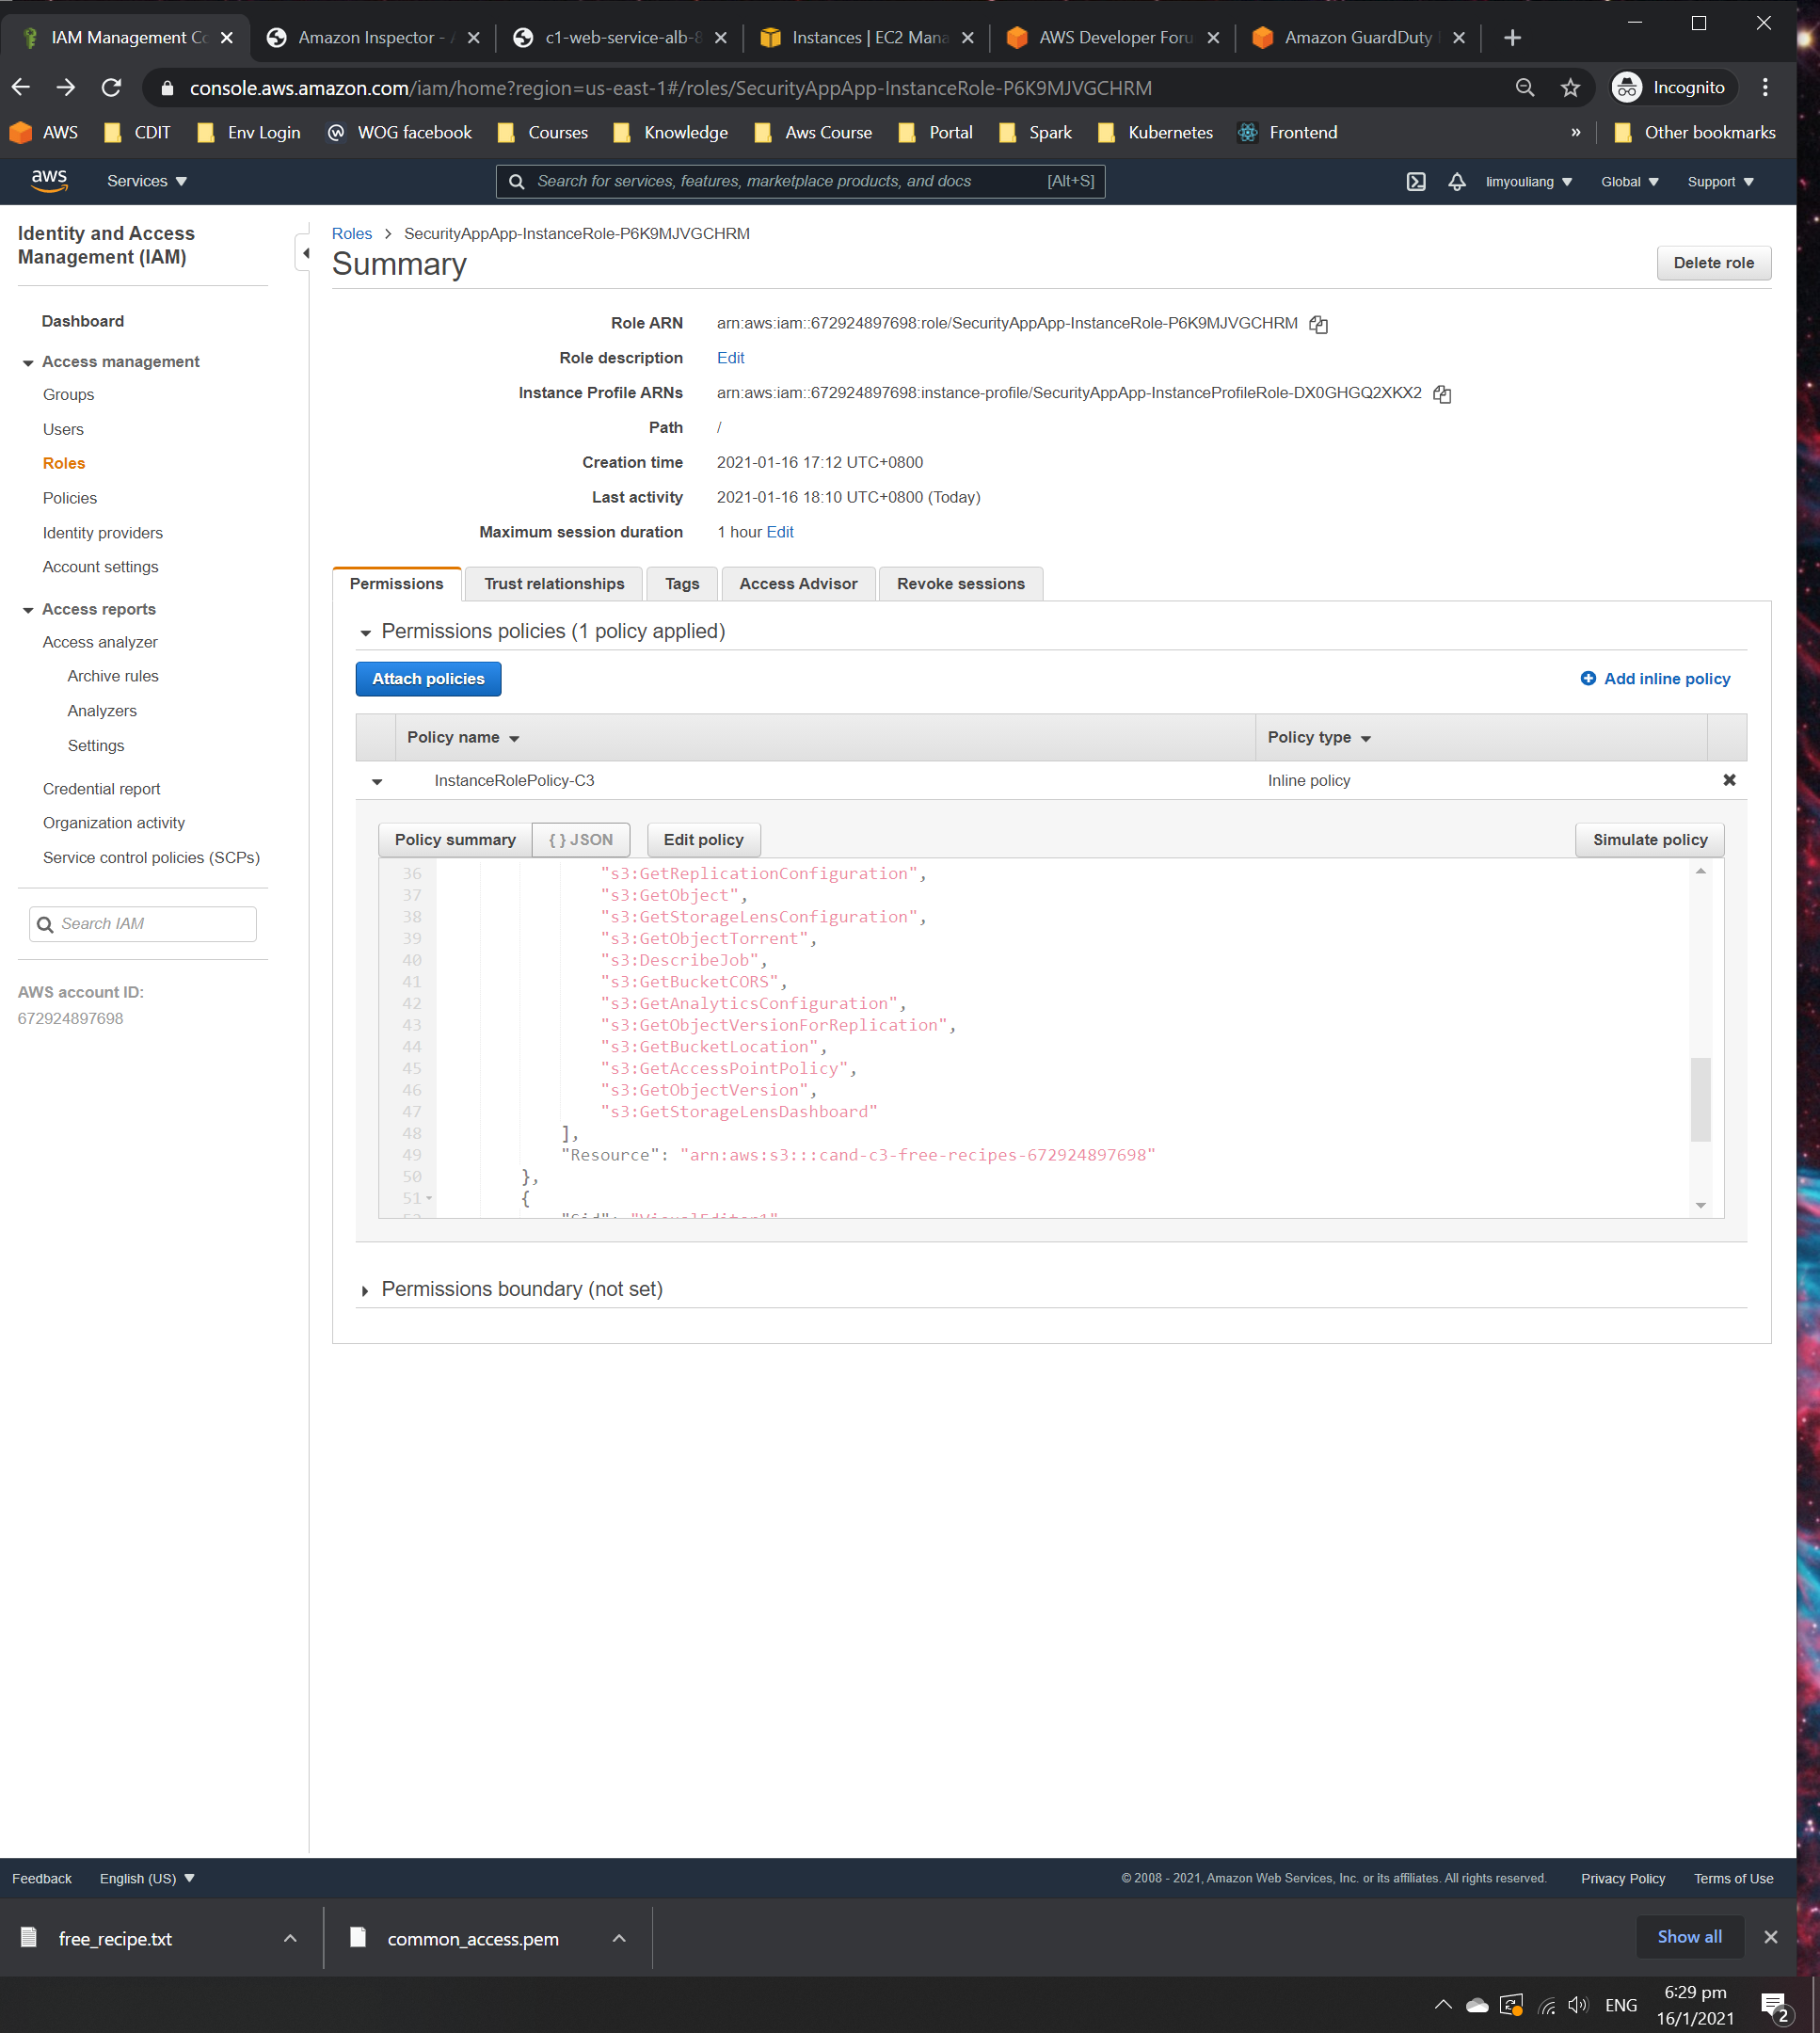 IAM Management Co
Amazon Inspector - A
c1-web-service-alb-8
Instances | EC2 Mana
AWS Developer Foru
Amazon GuardDuty
console.aws.amazon.com/iam/home?region=us-east-1#/roles/SecurityAppApp-InstanceRole-P6K9MJVGCHRM
Incognito
AWS
CDIT
Env Login
WOG facebook
Courses
Knowledge
Aws Course
Portal
Spark
Kubernetes
Frontend
»
Other bookmarks
aws
Services
Search for services, features, marketplace products, and docs [Alt+S]
limyouliang
Global
Support
Identity and Access
Management (IAM)
Dashboard
Access management
Groups
Users
Roles
Policies
Identity providers
Account settings
Access reports
Access analyzer
Archive rules
Analyzers
Settings
Credential report
Organization activity
Service control policies (SCPs)
Search IAM
AWS account ID:
672924897698
Roles > SecurityAppApp-InstanceRole-P6K9MJVGCHRM
Summary
Delete role
Role ARN arn:aws:iam::672924897698:role/SecurityAppApp-InstanceRole-P6K9MJVGCHRM
Role description Edit
Instance Profile ARNs arn:aws:iam::672924897698:instance-profile/SecurityAppApp-InstanceProfileRole-DX0GHGQ2XKX2
Path /
Creation time 2021-01-16 17:12 UTC+0800
Last activity 2021-01-16 18:10 UTC+0800 (Today)
Maximum session duration 1 hour Edit
Permissions
Trust relationships
Tags
Access Advisor
Revoke sessions
Permissions policies (1 policy applied)
Attach policies
Add inline policy
Policy name
Policy type
InstanceRolePolicy-C3
Inline policy
Policy summary
{ } JSON
Edit policy
Simulate policy
36 "s3:GetReplicationConfiguration",
37 "s3:GetObject",
38 "s3:GetStorageLensConfiguration",
39 "s3:GetObjectTorrent",
40 "s3:DescribeJob",
41 "s3:GetBucketCORS",
42 "s3:GetAnalyticsConfiguration",
43 "s3:GetObjectVersionForReplication",
44 "s3:GetBucketLocation",
45 "s3:GetAccessPointPolicy",
46 "s3:GetObjectVersion",
47 "s3:GetStorageLensDashboard"
48 ],
49 "Resource": "arn:aws:s3:::cand-c3-free-recipes-672924897698"
50 },
51 {
Permissions boundary (not set)
Feedback
English (US)
© 2008 - 2021, Amazon Web Services, Inc. or its affiliates. All rights reserved.
Privacy Policy
Terms of Use
free_recipe.txt
common_access.pem
Show all
ENG
6:29 pm
16/1/2021
2